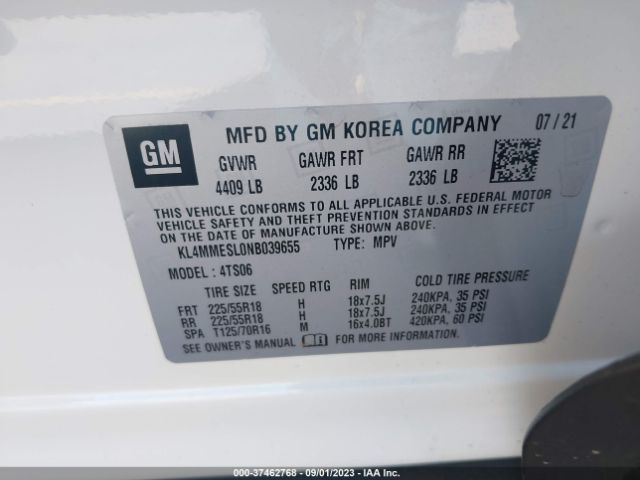 GM
MFD BY GM KOREA COMPANY 07 / 21
GVWR GAWR FRT GAWR RR
4409 LB 2336 LB 2336 LB
THIS VEHICLE CONFORMS TO ALL APPLICABLE U.S. FEDERAL MOTOR
VEHICLE SAFETY AND THEFT PREVENTION STANDARDS IN EFFECT
ON THE DATE OF MANUFACTURE SHOWN ABOVE.
KL4MMESL0NB039655 TYPE: MPV
MODEL : 4TS06
TIRE SIZE SPEED RTG RIM COLD TIRE PRESSURE
FRT 225/55R18 H 18x7.5J 240KPA, 35 PSI
RR 225/55R18 H 18x7.5J 240KPA, 35 PSI
SPA T125/70R16 M 16x4.0BT 420KPA, 60 PSI
SEE OWNER'S MANUAL FOR MORE INFORMATION
000-37462768 - 09/01/2023 - IAA Inc.